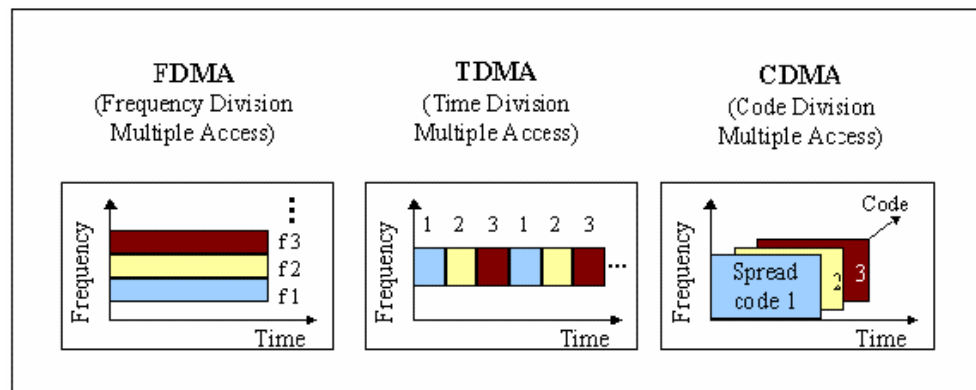 FDMA
(Frequency Division
Multiple Access)
TDMA
(Time Division
Multiple Access)
CDMA
(Code Division
Multiple Access)
Frequency
f3
f2
f1
Time
Frequency
1 2 3 1 2 3
...
Time
Frequency
Code
3
2
Spread
code 1
Time